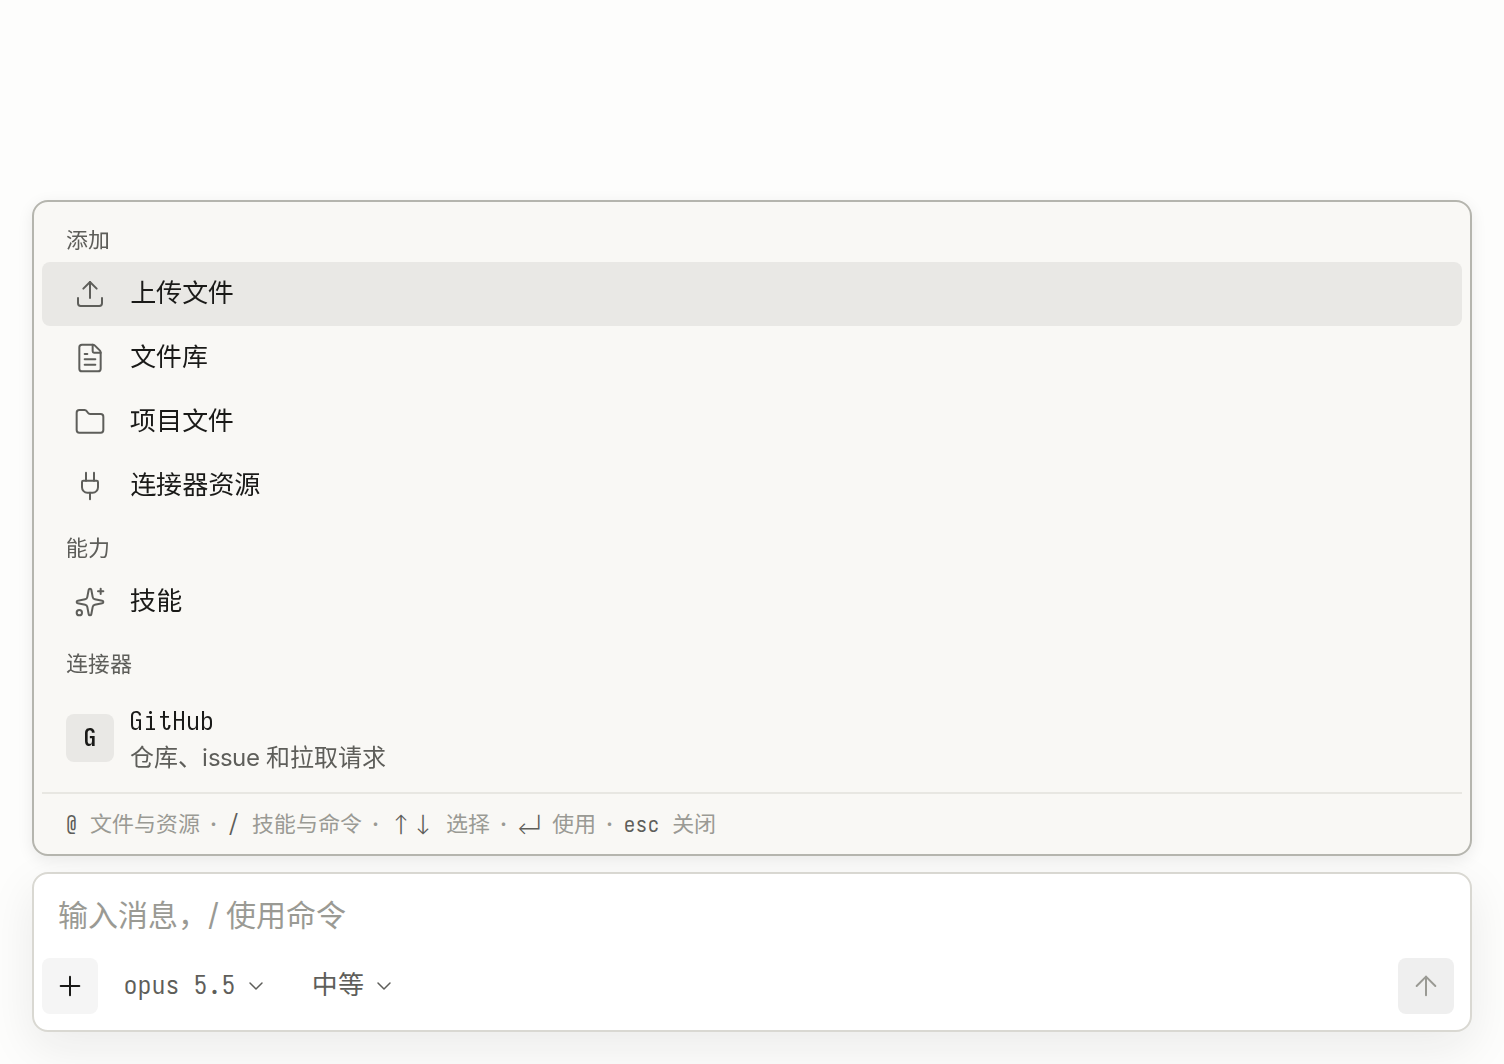 添加
上传文件
文件库
项目文件
连接器资源
能力
技能
连接器
G
GitHub
仓库、issue 和拉取请求
@ 文件与资源 · / 技能与命令 · ↑↓ 选择 · ↵ 使用 · esc 关闭
输入消息，/ 使用命令
opus 5.5 中等